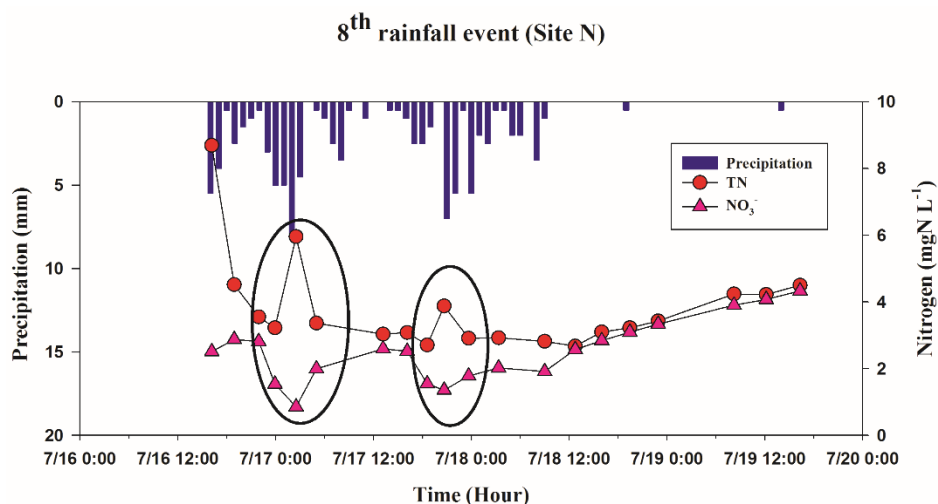 8th rainfall event (Site N)
Precipitation (mm)
0
5
10
15
20
Precipitation
TN
NO3-
10
8
6
4
2
0
Nitrogen (mgN L-1)
7/16 0:00 7/16 12:00 7/17 0:00 7/17 12:00 7/18 0:00 7/18 12:00 7/19 0:00 7/19 12:00 7/20 0:00
Time (Hour)